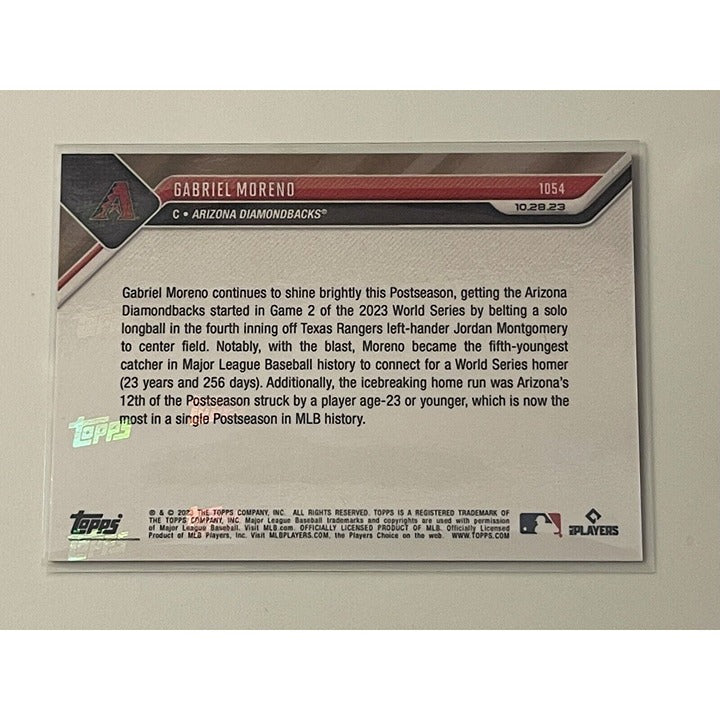 GABRIEL MORENO 1054
C • ARIZONA DIAMONDBACKS® 10.28.23
Gabriel Moreno continues to shine brightly this Postseason, getting the Arizona
Diamondbacks started in Game 2 of the 2023 World Series by belting a solo
longball in the fourth inning off Texas Rangers left-hander Jordan Montgomery
to center field. Notably, with the blast, Moreno became the fifth-youngest
catcher in Major League Baseball history to connect for a World Series homer
(23 years and 256 days). Additionally, the icebreaking home run was Arizona's
12th of the Postseason struck by a player age-23 or younger, which is now the
most in a single Postseason in MLB history.
topps
topps
® & © 2023 THE TOPPS COMPANY, INC. ALL RIGHTS RESERVED. TOPPS IS A REGISTERED TRADEMARK OF
THE TOPPS COMPANY, INC. Major League Baseball trademarks and copyrights are used with permission
of Major League Baseball. Visit MLB.com. OFFICIALLY LICENSED PRODUCT OF MLB. Officially Licensed
Product of MLB Players, Inc. Visit MLBPLAYERS.com, the Players Choice on the web. WWW.TOPPS.COM
PLAYERS